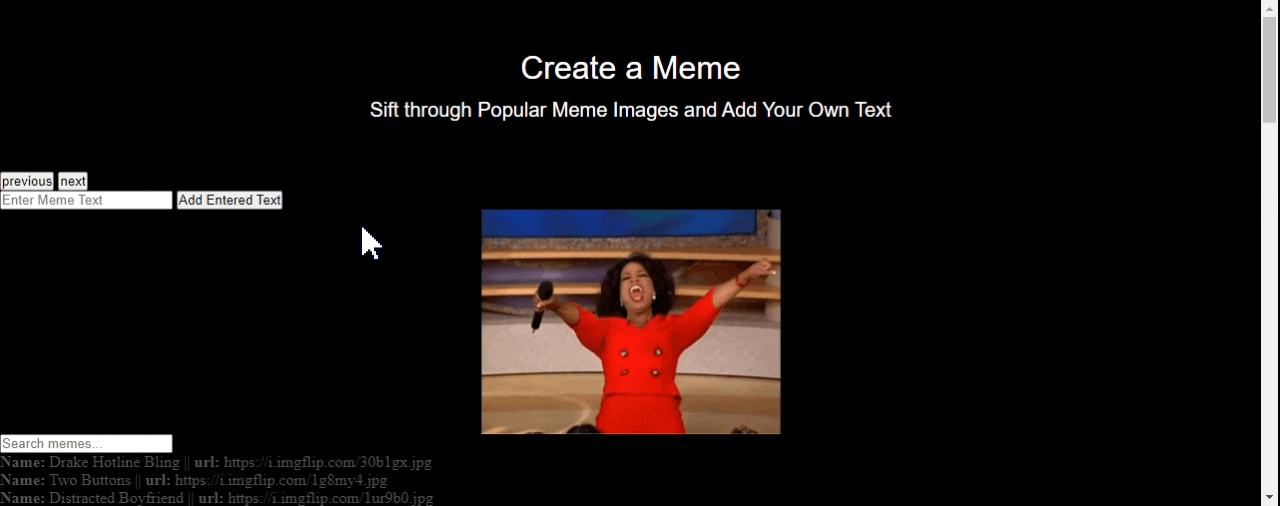 Create a Meme
Sift through Popular Meme Images and Add Your Own Text
previous next
Enter Meme Text Add Entered Text
Search memes...
Name: Drake Hotline Bling || url: https://i.imgflip.com/30b1gx.jpg
Name: Two Buttons || url: https://i.imgflip.com/1g8my4.jpg
Name: Distracted Boyfriend || url: https://i.imgflip.com/1ur9b0.jpg